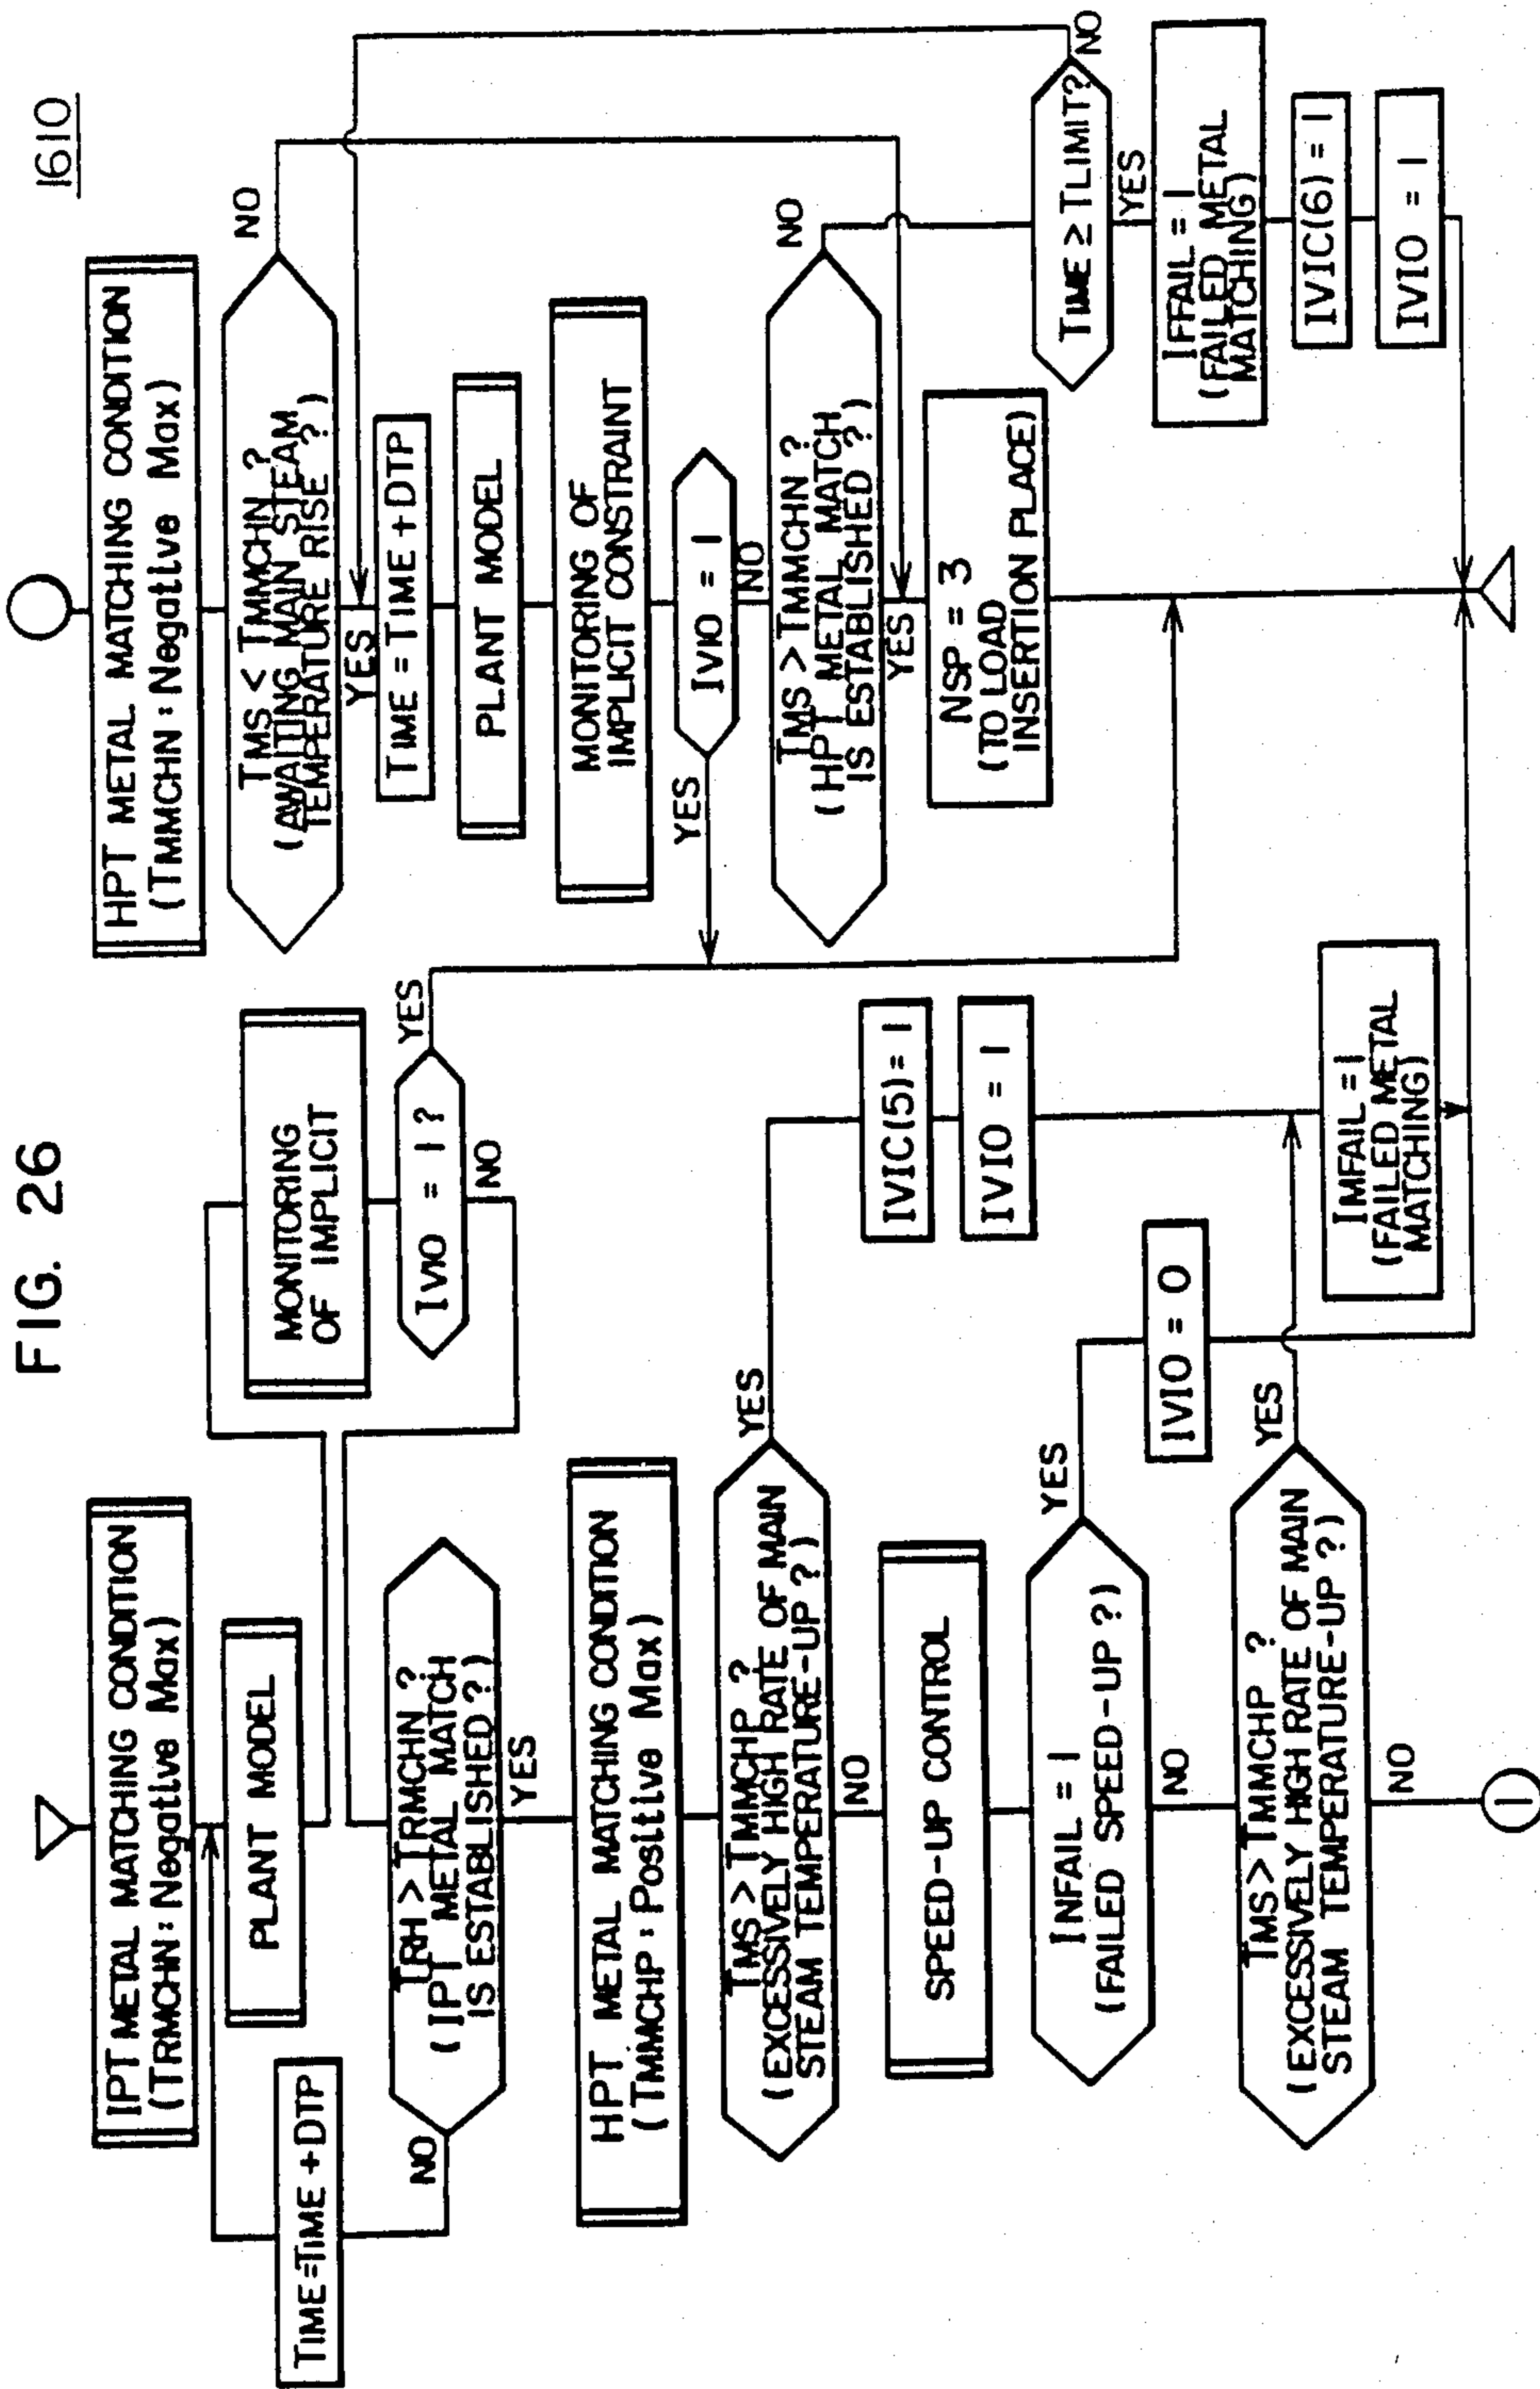 FIG. 26
1610
IPT METAL MATCHING CONDITION
(TRMCHN : Negative Max)
PLANT MODEL
TIME = TIME + DTP
MONITORING
OF IMPLICIT
IVIO = 1 ?
YES
NO
TRH > TRMCHN ?
( IPT METAL MATCH
IS ESTABLISHED ?)
NO
YES
HPT METAL MATCHING CONDITION
(TMMCHP : Positive Max)
TMS > TMMCHP ?
(EXCESSIVELY HIGH RATE OF MAIN
STEAM TEMPERATURE-UP ? )
YES
NO
IVIC(5) = 1
IVIO = 1
SPEED-UP CONTROL
INFAIL = 1
(FAILED SPEED-UP ?)
YES
NO
IVIO = 0
TMS > TMMCHP ?
(EXCESSIVELY HIGH RATE OF MAIN
STEAM TEMPERATURE-UP ?)
YES
NO
IMFAIL = 1
(FAILED METAL
MATCHING)
1
HPT METAL MATCHING CONDITION
(TMMCHN : Negative Max)
TMS < TMMCHN ?
(AWAITING MAIN STEAM
TEMPERATURE RISE ? )
NO
YES
TIME = TIME + DTP
PLANT MODEL
MONITORING OF
IMPLICIT CONSTRAINT
IVIO = 1
YES
NO
TMS > TMMCHN ?
( HPT METAL MATCH
IS ESTABLISHED ?)
NO
YES
NSP = 3
(TO LOAD
INSERTION PLACE)
TIME ≥ TLIMIT?
NO
YES
IFFAIL = 1
(FAILED METAL
MATCHING)
IVIC(6) = 1
IVIO = 1